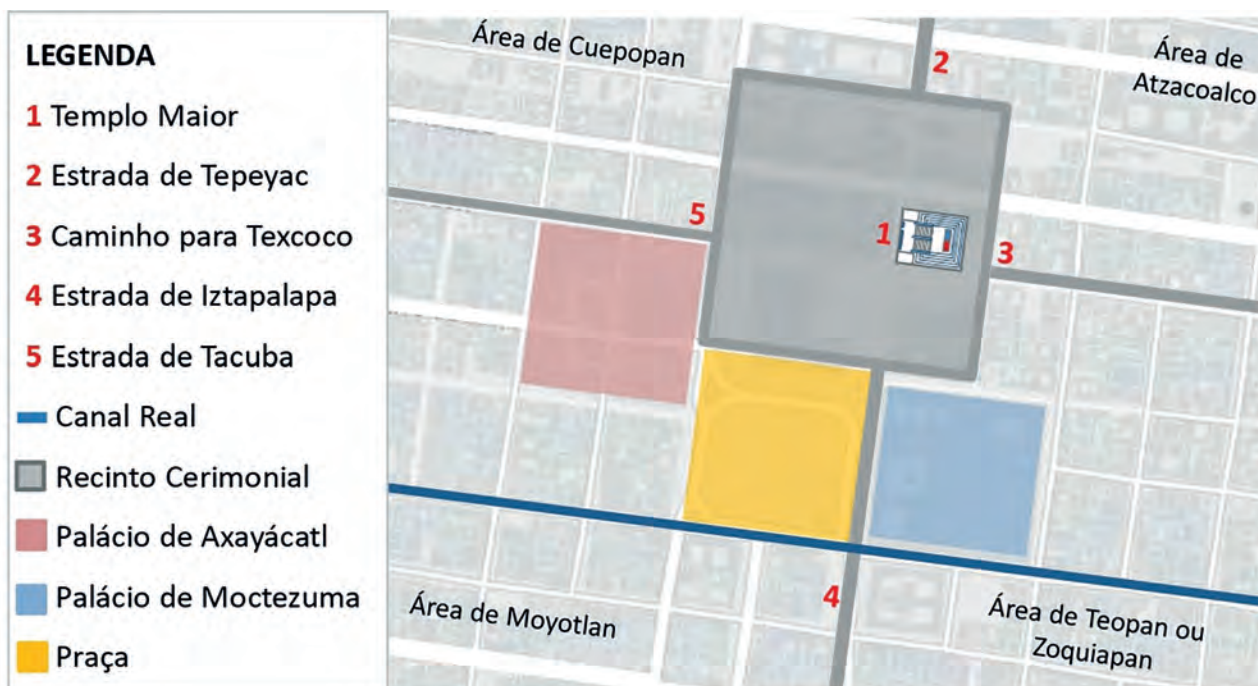 LEGENDA
1 Templo Maior
2 Estrada de Tepeyac
3 Caminho para Texcoco
4 Estrada de Iztapalapa
5 Estrada de Tacuba
Canal Real
Recinto Cerimonial
Palácio de Axayácatl
Palácio de Moctezuma
Praça
Área de Cuepopan
2
Área de
Atzacoalco
5
1
3
4
Área de Moyotlan
Área de Teopan ou
Zoquiapan